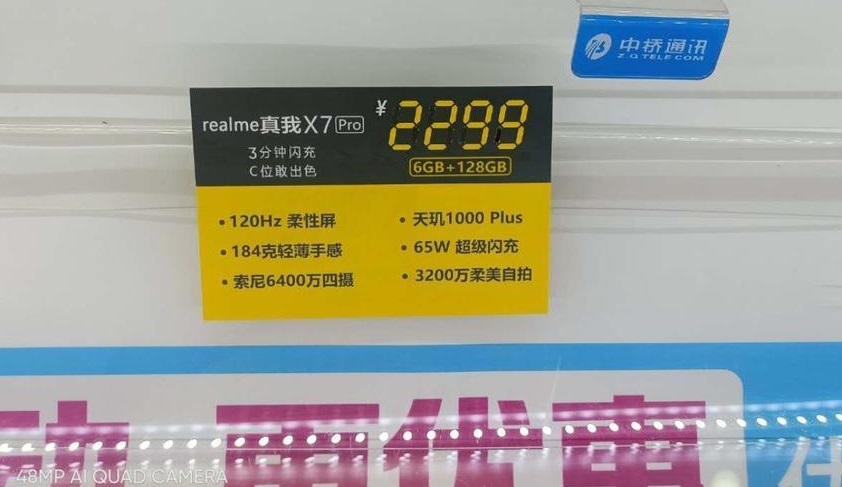 中桥通讯
Z.Q TELECOM
realme真我X7 Pro
¥2299
3分钟闪充
C位敢出色
6GB+128GB
•120Hz 柔性屏
•天玑1000 Plus
•184克轻薄手感
•65W 超级闪充
•索尼6400万四摄
•3200万柔美自拍
优惠
48MP AI QUAD CAMERA